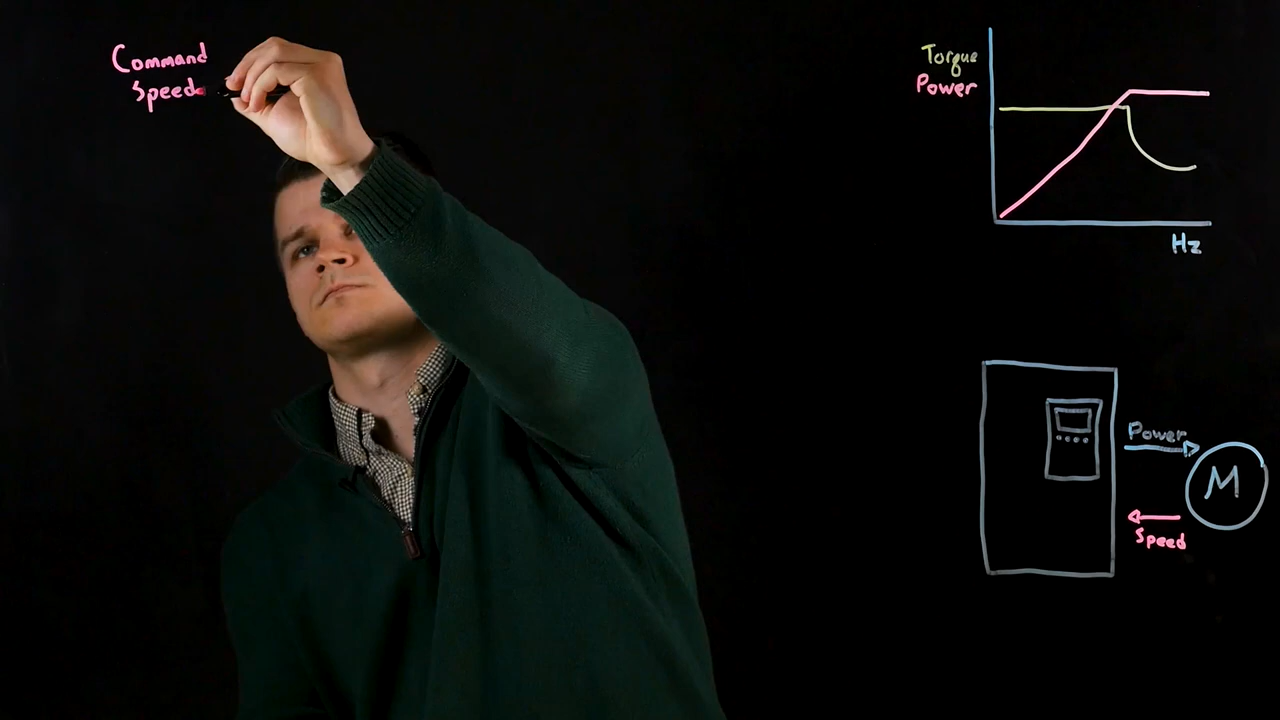 Command
Speed
Torque
Power
Hz
Power
M
Speed